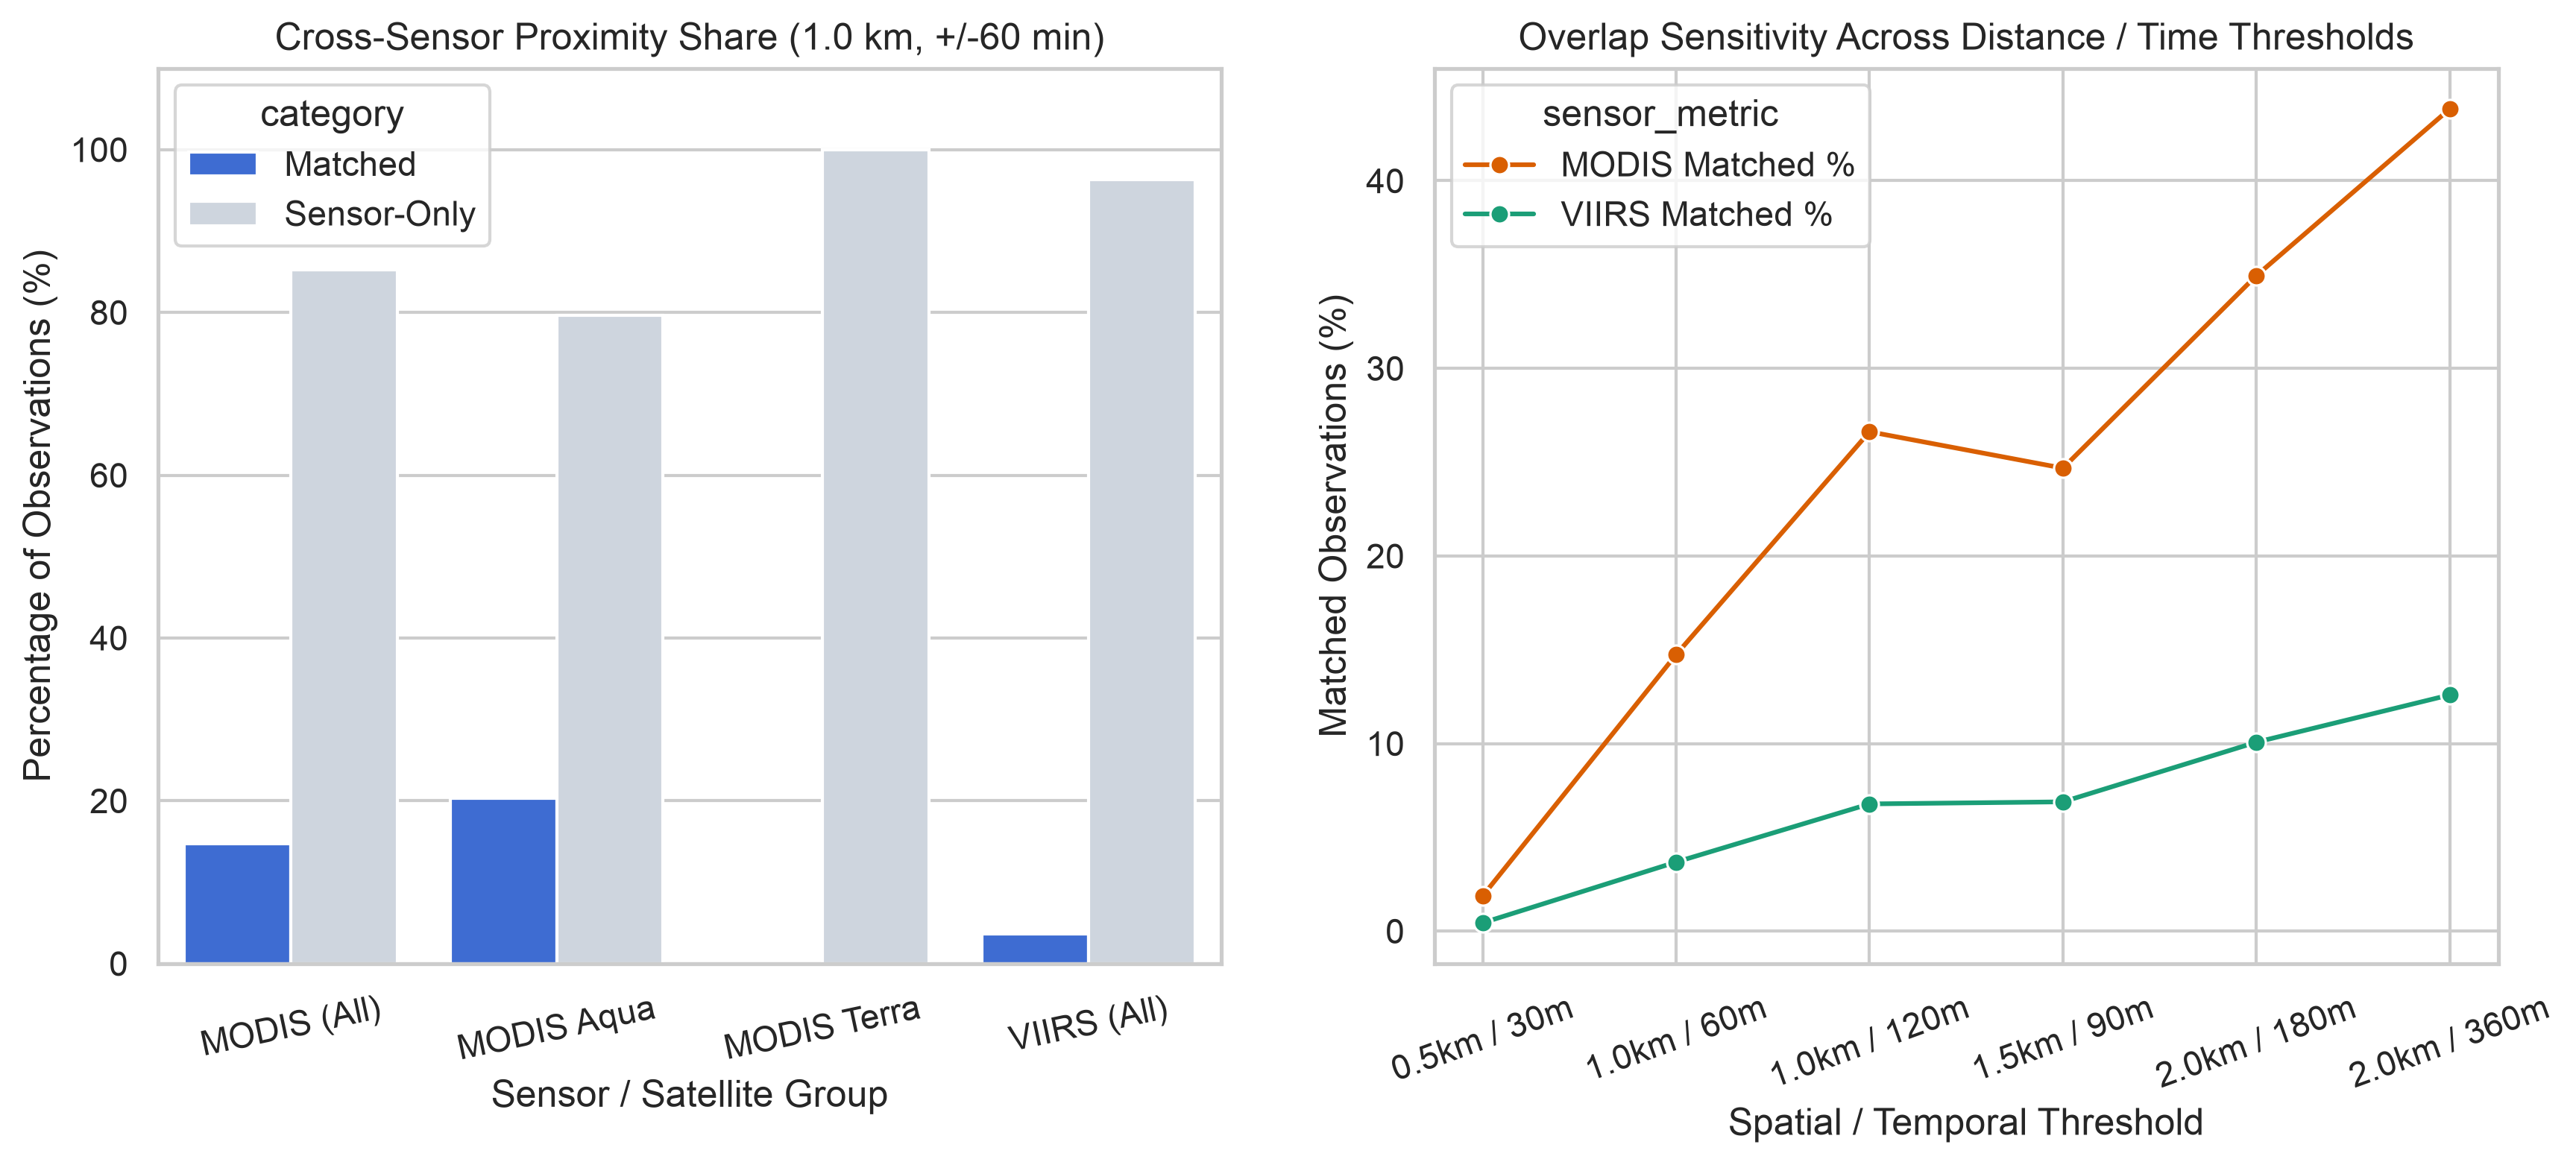 Cross-Sensor Proximity Share (1.0 km, +/-60 min)
category
Matched
Sensor-Only
Percentage of Observations (%)
100
80
60
40
20
0
MODIS (All)
MODIS Aqua
MODIS Terra
VIIRS (All)
Sensor / Satellite Group
Overlap Sensitivity Across Distance / Time Thresholds
sensor_metric
MODIS Matched %
VIIRS Matched %
Matched Observations (%)
40
30
20
10
0
0.5km / 30m
1.0km / 60m
1.0km / 120m
1.5km / 90m
2.0km / 180m
2.0km / 360m
Spatial / Temporal Threshold